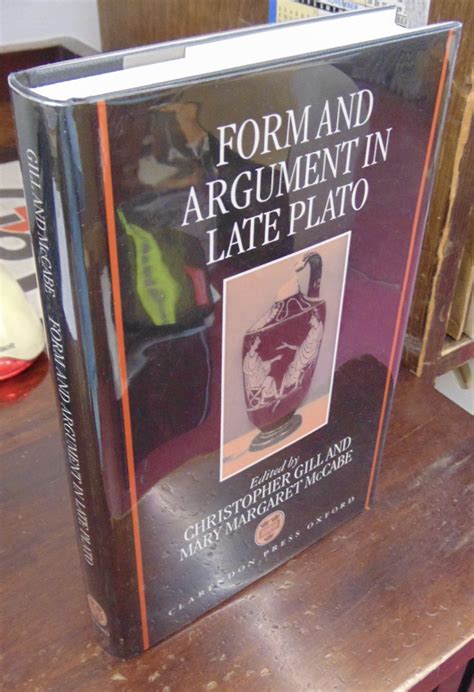 FORM AND
ARGUMENT IN
LATE PLATO
Edited by
CHRISTOPHER GILL AND
MARY MARGARET McCABE
CLARENDON PRESS OXFORD
GILL AND McCABE FORM AND ARGUMENT IN LATE PLATO